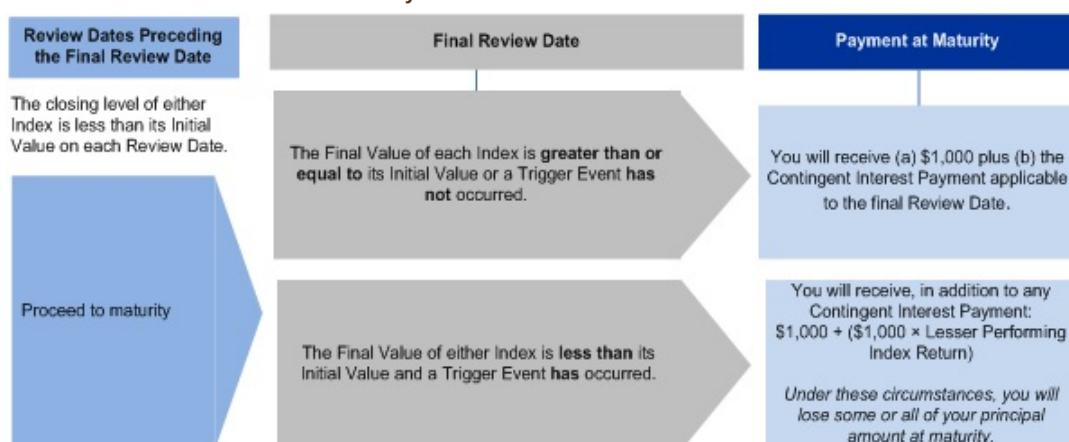 Review Dates Preceding
the Final Review Date
Final Review Date
Payment at Maturity
The closing level of either
Index is less than its Initial
Value on each Review Date.
The Final Value of each Index is greater than or
equal to its Initial Value or a Trigger Event has
not occurred.
You will receive (a) $1,000 plus (b) the
Contingent Interest Payment applicable
to the final Review Date.
Proceed to maturity
The Final Value of either Index is less than its
Initial Value and a Trigger Event has occurred.
You will receive, in addition to any
Contingent Interest Payment:
$1,000 + ($1,000 × Lesser Performing
Index Return)
Under these circumstances, you will
lose some or all of your principal
amount at maturity.